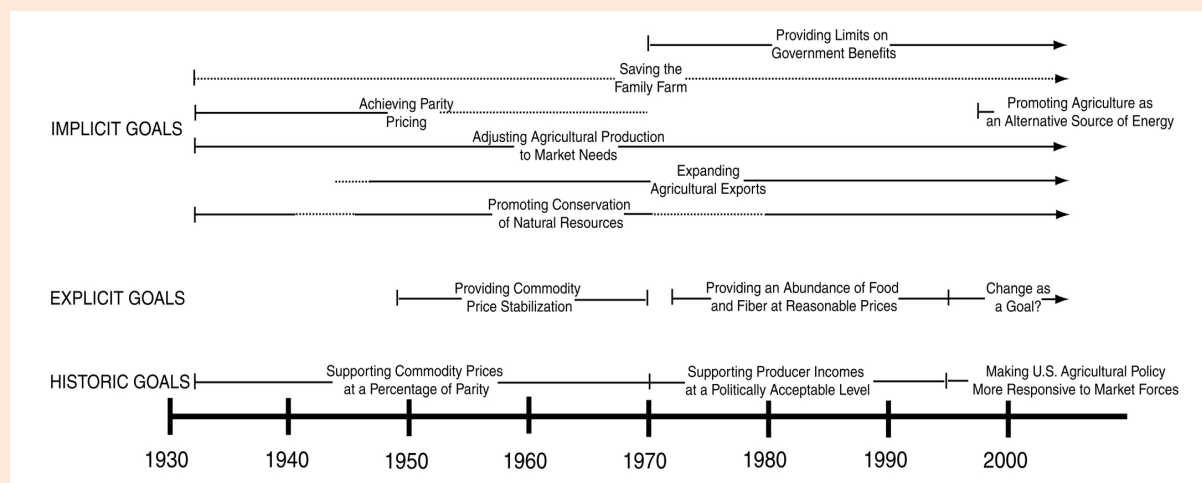 Providing Limits on
Government Benefits
Saving the
Family Farm
IMPLICIT GOALS
Achieving Parity
Pricing
Promoting Agriculture as
an Alternative Source of Energy
Adjusting Agricultural Production
to Market Needs
Expanding
Agricultural Exports
Promoting Conservation
of Natural Resources
EXPLICIT GOALS
Providing Commodity
Price Stabilization
Providing an Abundance of Food
and Fiber at Reasonable Prices
Change as
a Goal?
HISTORIC GOALS
Supporting Commodity Prices
at a Percentage of Parity
Supporting Producer Incomes
at a Politically Acceptable Level
Making U.S. Agricultural Policy
More Responsive to Market Forces
1930 1940 1950 1960 1970 1980 1990 2000